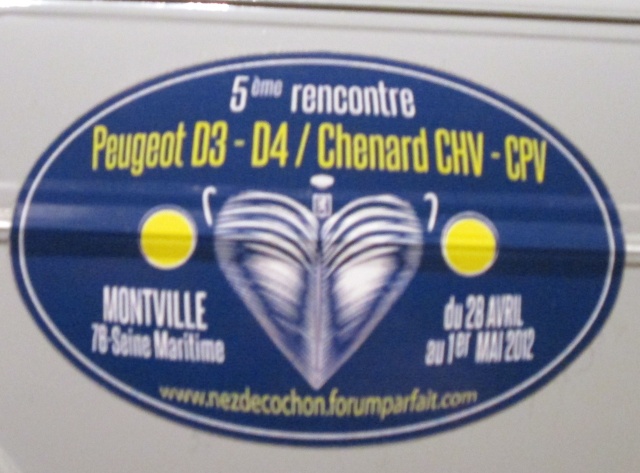 5ème rencontre
Peugeot D3 - D4 / Chenard CHV - CPV
MONTVILLE
76-Seine Maritime
du 28 AVRIL
au 1er MAI 2012
www.nezdecochon.forumparfait.com